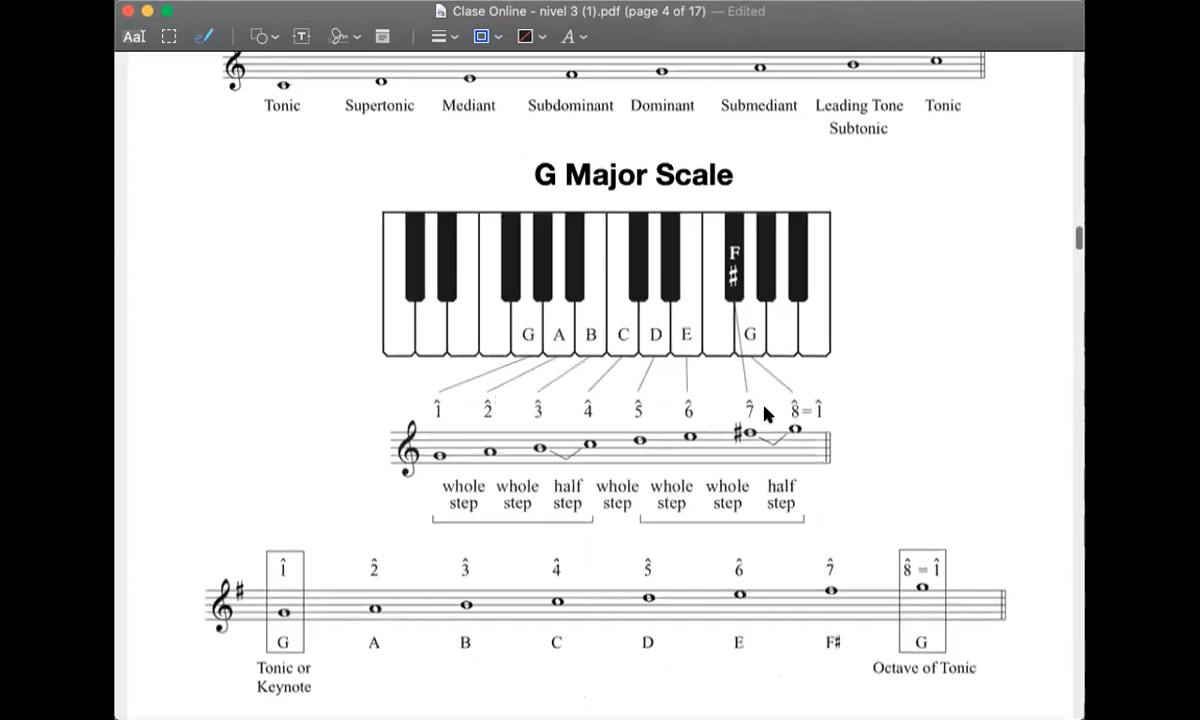 Clase Online - nivel 3 (1).pdf (page 4 of 17) — Edited
AaI T A
Tonic Supertonic Mediant Subdominant Dominant Submediant Leading Tone Tonic
Subtonic
G Major Scale
F
♯
G A B C D E G
1̂ 2̂ 3̂ 4̂ 5̂ 6̂ 7̂ 8̂ = 1̂
whole whole half whole whole whole half
step step step step step step step
1̂ 2̂ 3̂ 4̂ 5̂ 6̂ 7̂ 8̂ = 1̂
G A B C D E F♯ G
Tonic or Octave of Tonic
Keynote